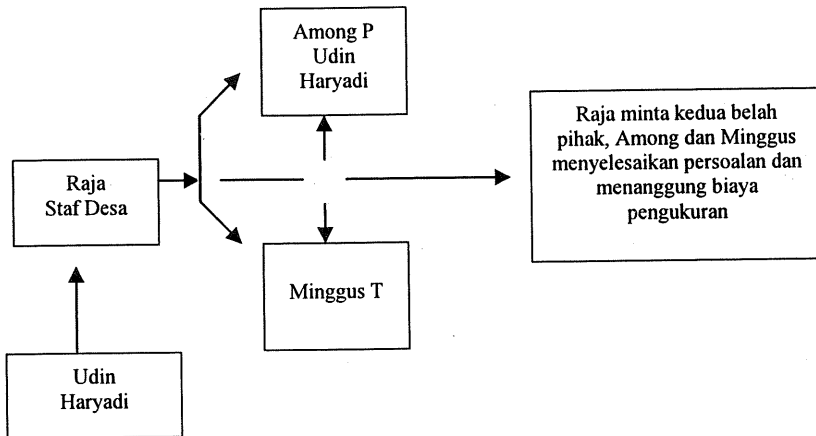 Among P
Udin
Haryadi
Raja minta kedua belah
pihak, Among dan Minggus
menyelesaikan persoalan dan
menanggung biaya
pengukuran
Raja
Staf Desa
Minggus T
Udin
Haryadi